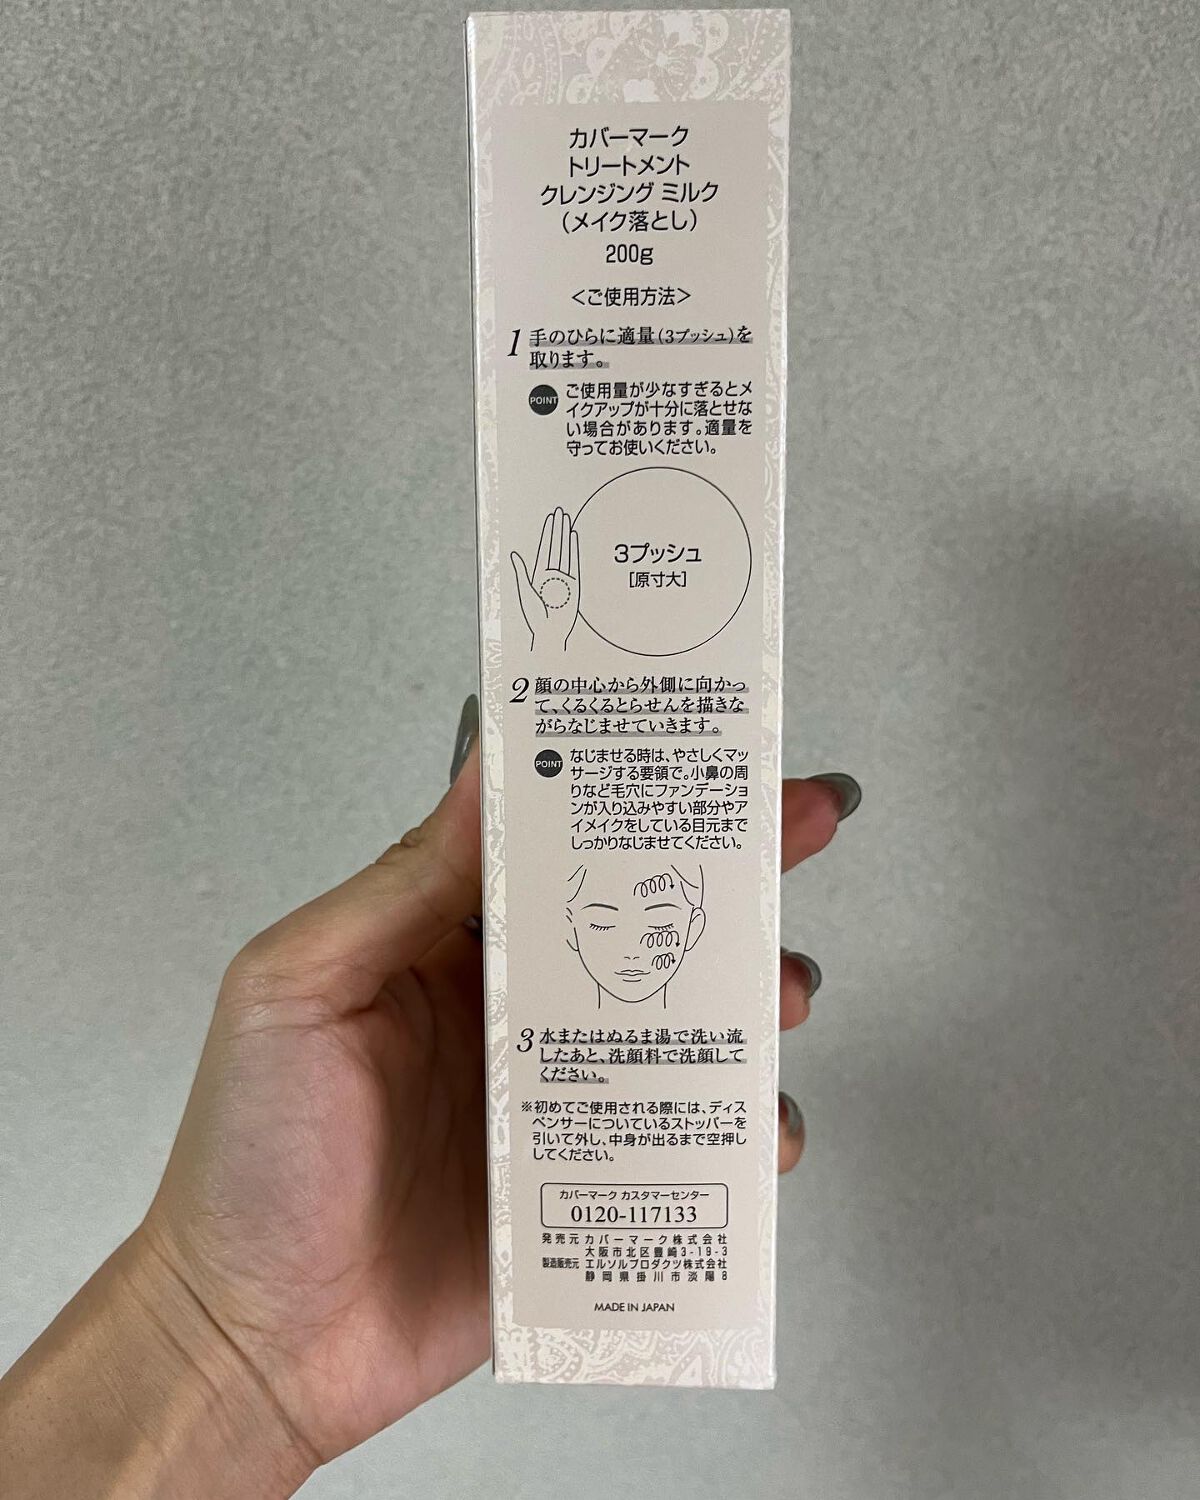 カバーマーク
トリートメント
クレンジング ミルク
(メイク落とし)
200g
<ご使用方法>
1 手のひらに適量(3プッシュ)を
取ります。
POINT ご使用量が少なすぎるとメ
イクアップが十分に落とせな
い場合があります。適量を
守ってお使いください。
3プッシュ
[原寸大]
2 顔の中心から外側に向かっ
て、くるくるとらせんを描きな
がらなじませていきます。
POINT なじませる時は、やさしくマッ
サージする要領で。小鼻の周
りなど毛穴にファンデーショ
ンが入り込みやすい部分やア
イメイクをしている目元まで
しっかりなじませてください。
3 水またはぬるま湯で洗い流
したあと、洗顔料で洗顔して
ください。
※初めてご使用される際には、ディス
ペンサーについているストッパーを
引いて外し、中身が出るまで空押し
してください。
カバーマーク カスタマーセンター
0120-117133
発売元 カバーマーク株式会社
大阪市北区豊崎3-19-3
製造販売元 エルソルプロダクツ株式会社
静岡県掛川市淡陽8
MADE IN JAPAN